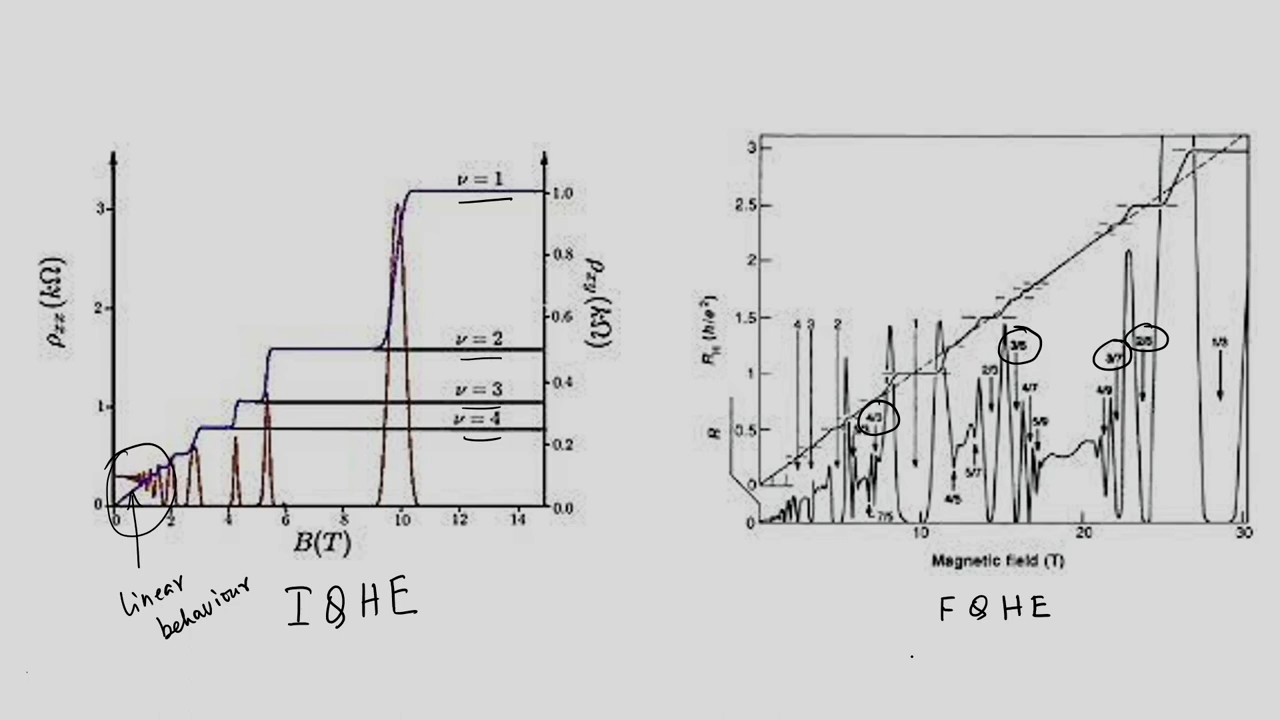 ρxx (kΩ)
3
2
1
0
ν = 1
ν = 2
ν = 3
ν = 4
1.0
0.8
0.6
0.4
0.2
0.0
ρxy (kΩ)
0 2 4 6 8 10 12 14
B(T)
linear
behaviour
IQHE
R_H (h/e²)
R
3
2.5
2
1.5
1
0.5
0
0
4 3 2 1
2/3
3/5
4/7
5/9
4/3
7/5
4/5
5/7
4/9
3/7
2/5
1/3
10 20 30
Magnetic field (T)
FQHE